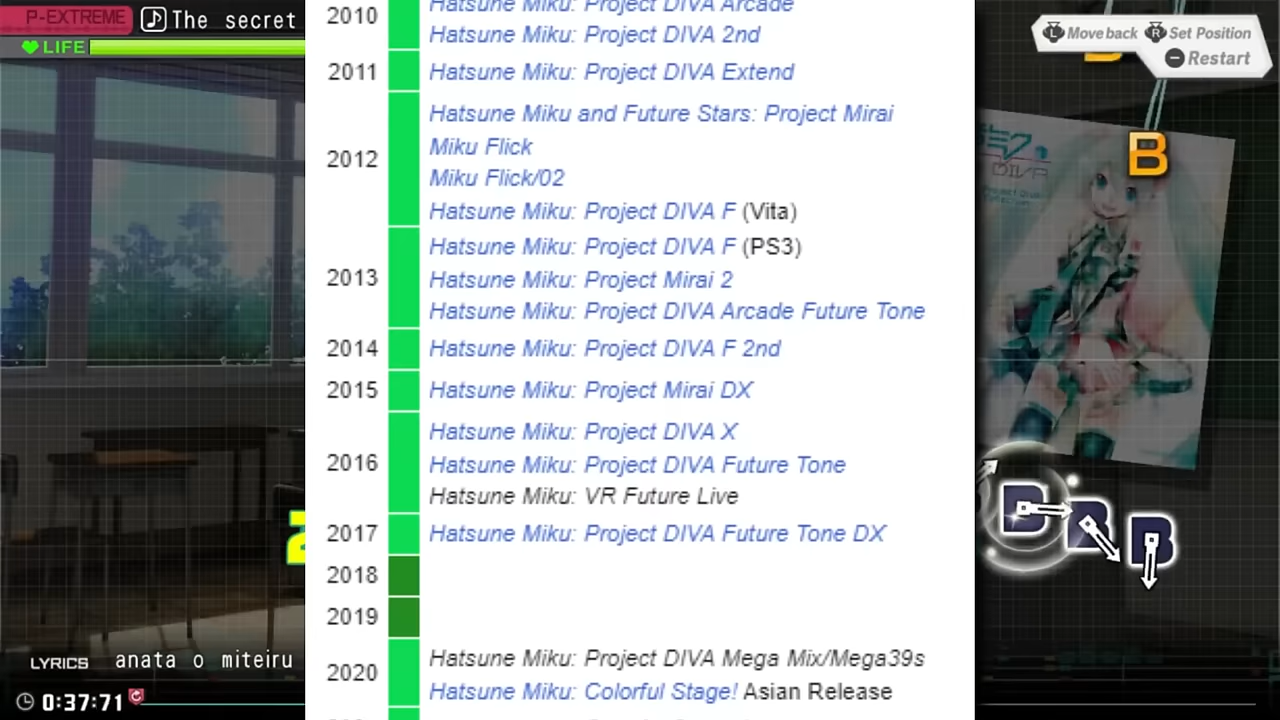 P-EXTREME
The secret
LIFE
2010
Hatsune Miku: Project DIVA Arcade
Hatsune Miku: Project DIVA 2nd
2011
Hatsune Miku: Project DIVA Extend
2012
Hatsune Miku and Future Stars: Project Mirai
Miku Flick
Miku Flick/02
Hatsune Miku: Project DIVA F (Vita)
2013
Hatsune Miku: Project DIVA F (PS3)
Hatsune Miku: Project Mirai 2
Hatsune Miku: Project DIVA Arcade Future Tone
2014
Hatsune Miku: Project DIVA F 2nd
2015
Hatsune Miku: Project Mirai DX
2016
Hatsune Miku: Project DIVA X
Hatsune Miku: Project DIVA Future Tone
Hatsune Miku: VR Future Live
2017
Hatsune Miku: Project DIVA Future Tone DX
2018
2019
2020
Hatsune Miku: Project DIVA Mega Mix/Mega39s
Hatsune Miku: Colorful Stage! Asian Release
L Move back R Set Position
Restart
B
B B B
LYRICS anata o miteiru
0:37:71